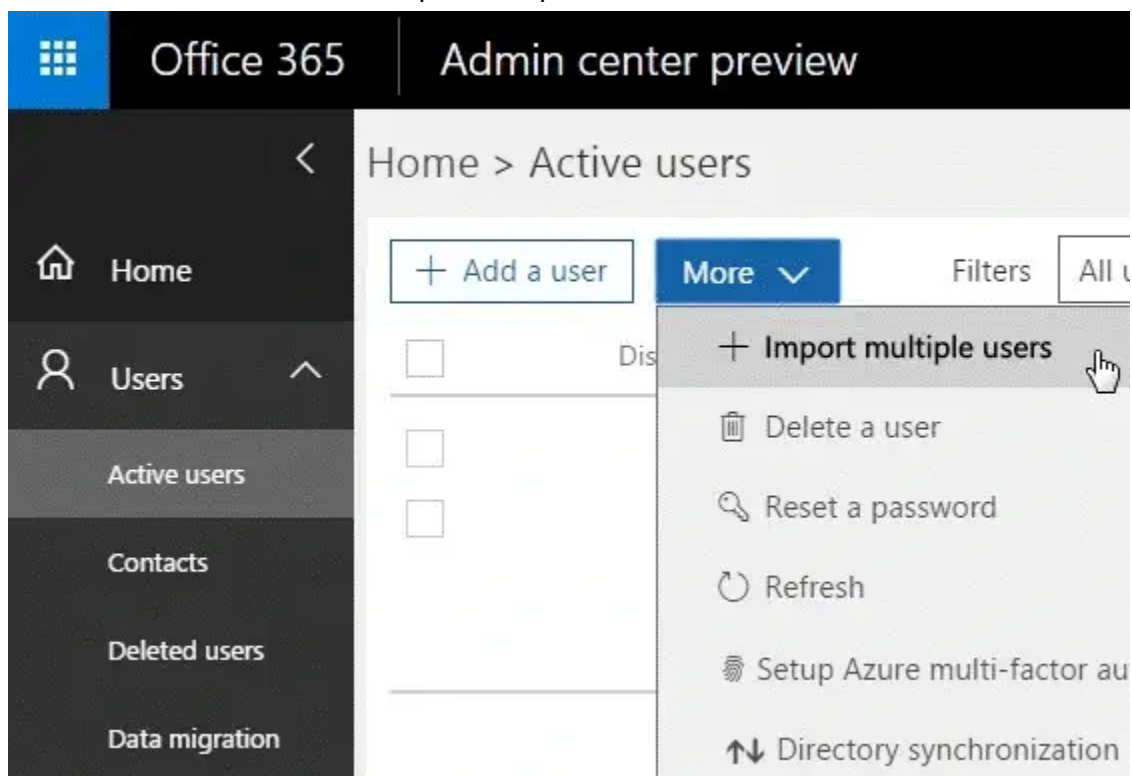 Office 365
Admin center preview
Home > Active users
Home
+ Add a user
More
Filters
All
Users
Dis
+ Import multiple users
Delete a user
Active users
Reset a password
Contacts
Refresh
Deleted users
Setup Azure multi-factor au
Data migration
Directory synchronization